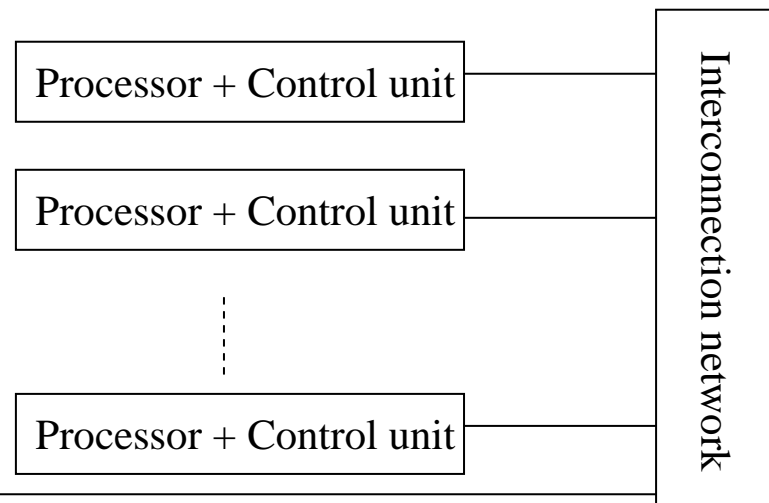 Processor + Control unit
Processor + Control unit
Processor + Control unit
Interconnection network